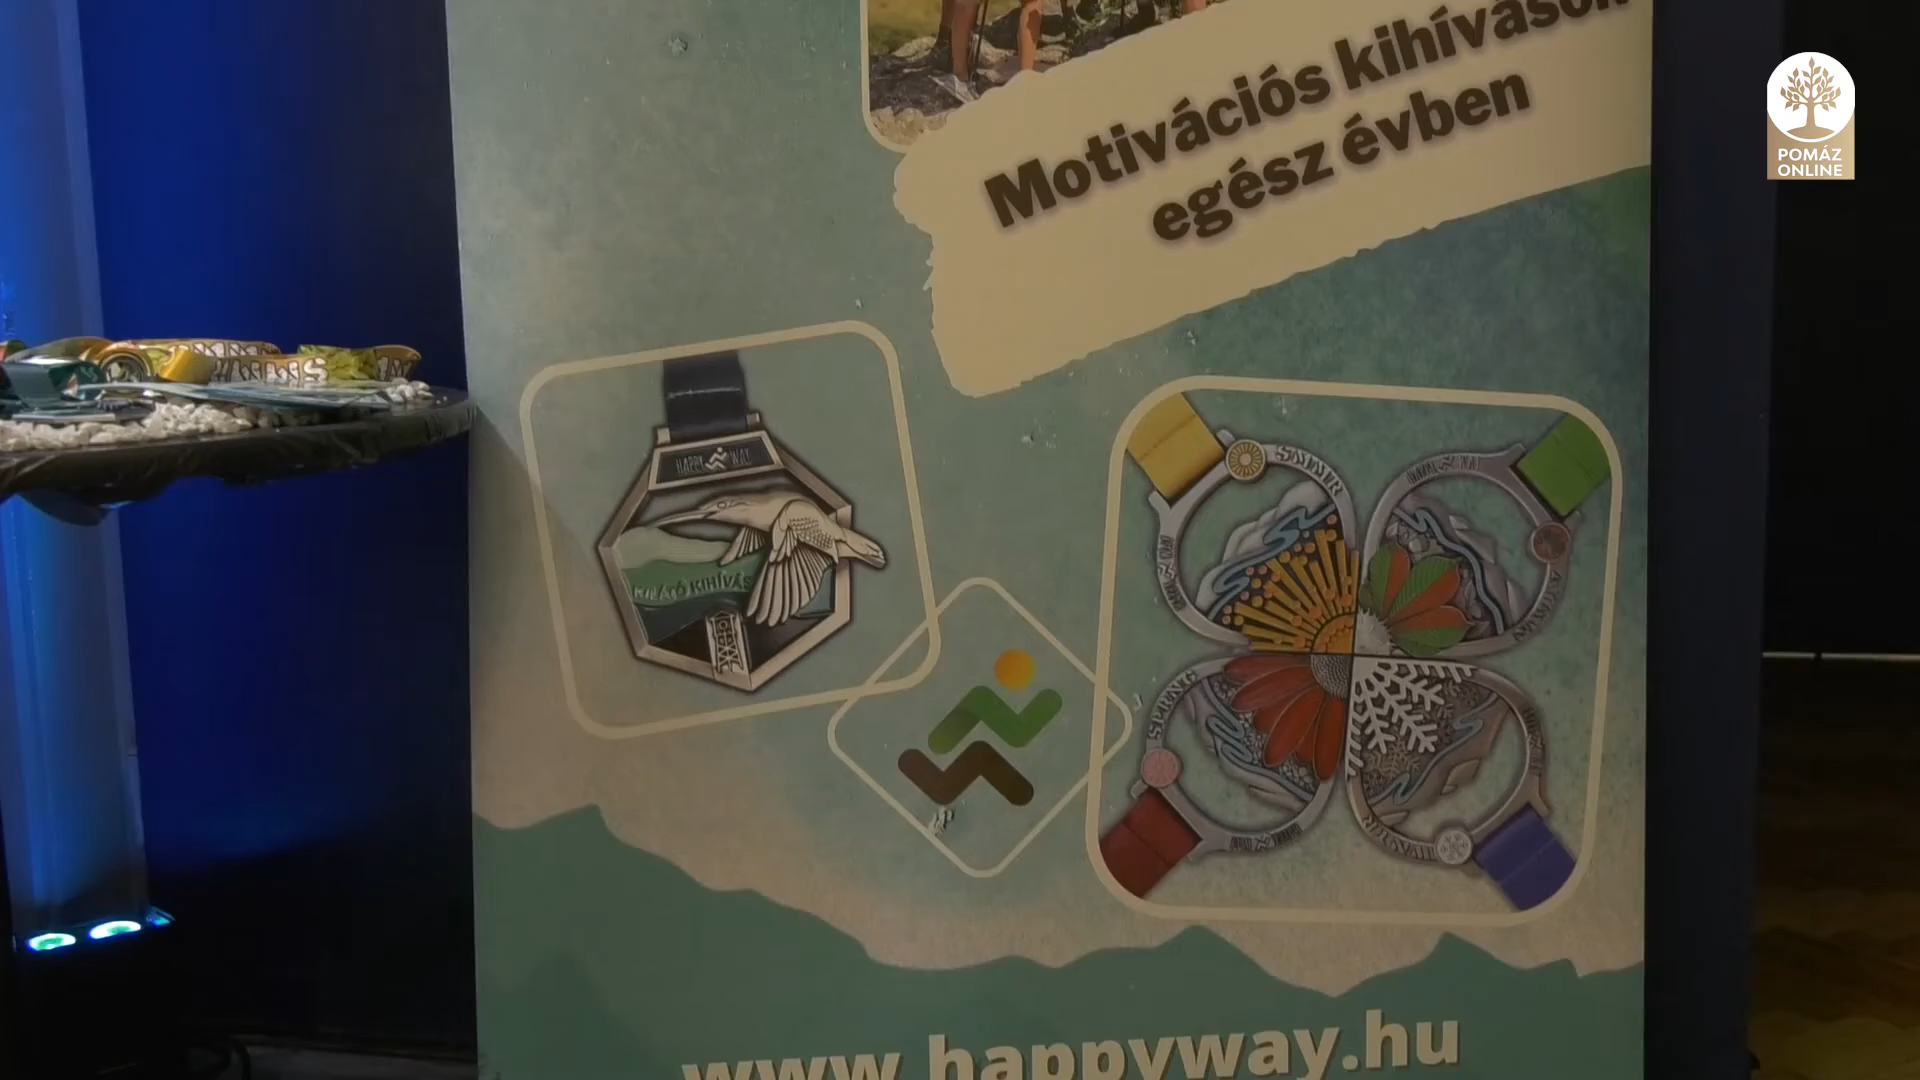 Motivációs kihívások
egész évben
POMÁZ
ONLINE
HAPPY WAY
KILÁTÓ KIHÍVÁS
SUMMER
AUTUMN
SPRING
WINTER
www.happyway.hu